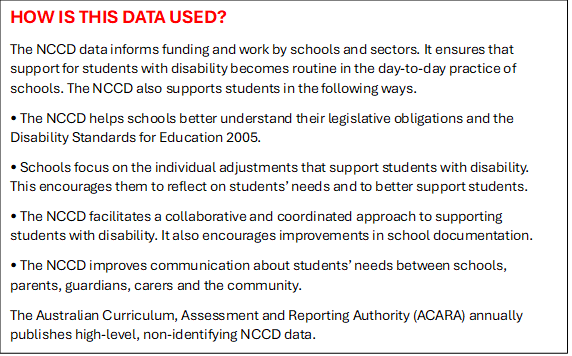 HOW IS THIS DATA USED?
The NCCD data informs funding and work by schools and sectors. It ensures that
support for students with disability becomes routine in the day-to-day practice of
schools. The NCCD also supports students in the following ways.
• The NCCD helps schools better understand their legislative obligations and the
Disability Standards for Education 2005.
• Schools focus on the individual adjustments that support students with disability.
This encourages them to reflect on students’ needs and to better support students.
• The NCCD facilitates a collaborative and coordinated approach to supporting
students with disability. It also encourages improvements in school documentation.
• The NCCD improves communication about students’ needs between schools,
parents, guardians, carers and the community.
The Australian Curriculum, Assessment and Reporting Authority (ACARA) annually
publishes high-level, non-identifying NCCD data.